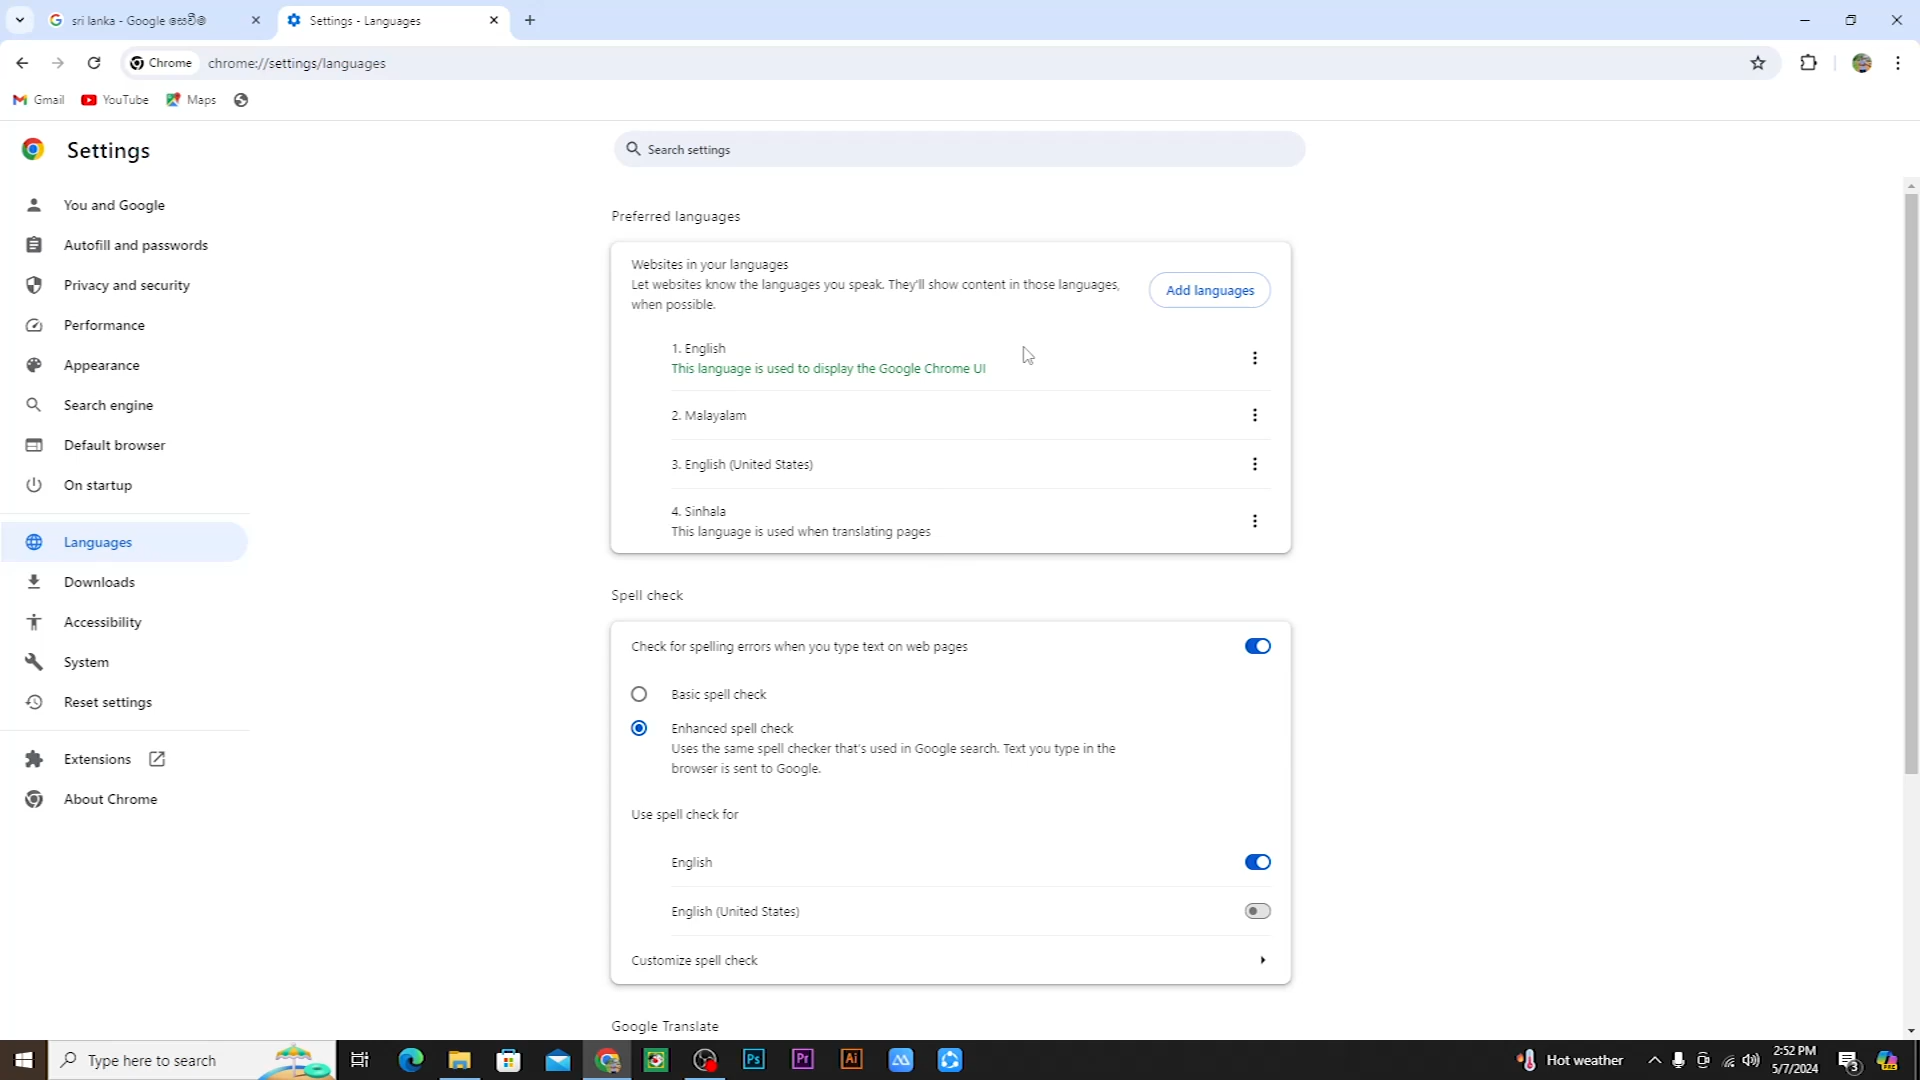 sri lanka - Google සෙවීම
Settings - Languages
Chrome
chrome://settings/languages
Gmail
YouTube
Maps
Settings
Search settings
You and Google
Autofill and passwords
Privacy and security
Performance
Appearance
Search engine
Default browser
On startup
Languages
Downloads
Accessibility
System
Reset settings
Extensions
About Chrome
Preferred languages
Websites in your languages
Let websites know the languages you speak. They'll show content in those languages,
when possible.
Add languages
1. English
This language is used to display the Google Chrome UI
2. Malayalam
3. English (United States)
4. Sinhala
This language is used when translating pages
Spell check
Check for spelling errors when you type text on web pages
Basic spell check
Enhanced spell check
Uses the same spell checker that's used in Google search. Text you type in the
browser is sent to Google.
Use spell check for
English
English (United States)
Customize spell check
Google Translate
Type here to search
Ps
Pr
Ai
Hot weather
2:52 PM
5/7/2024
3